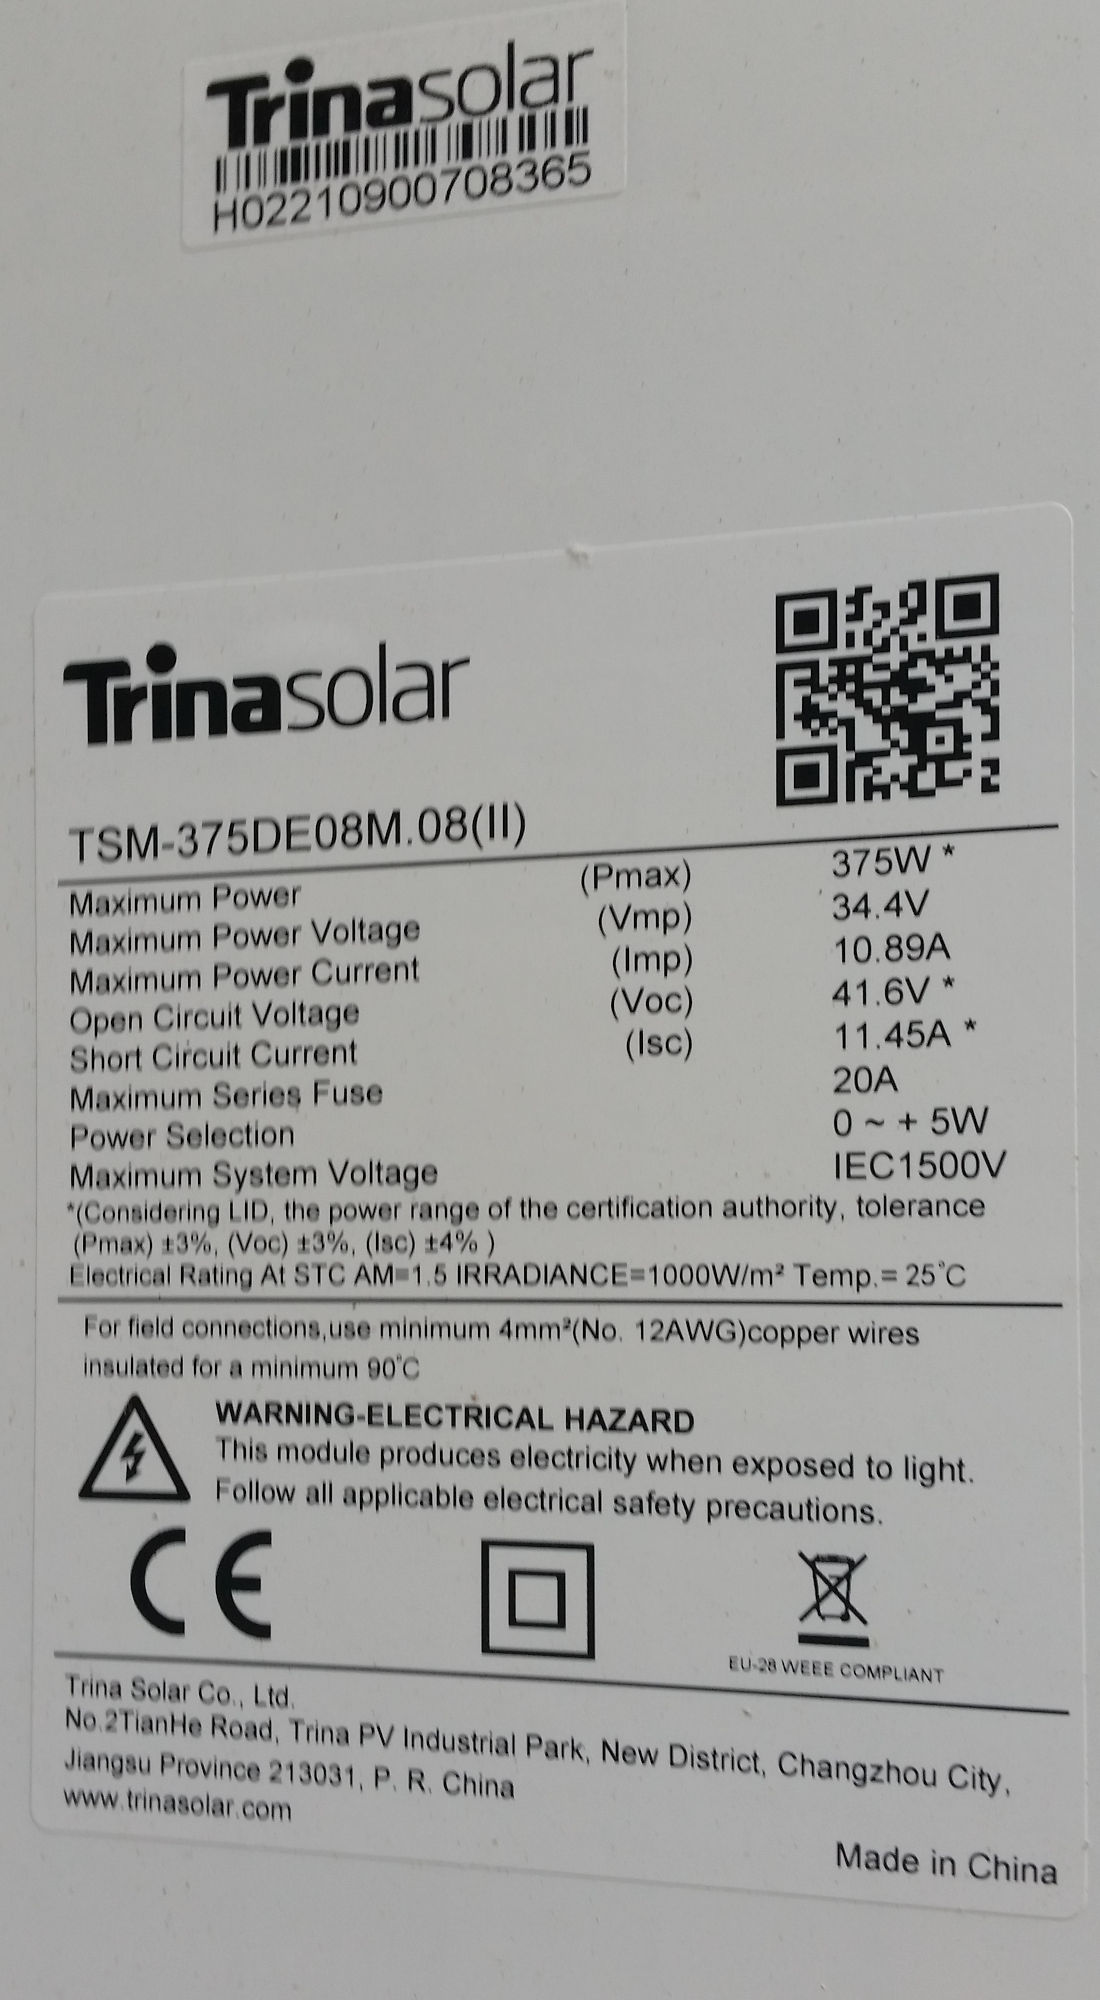 Trinasolar
H02210900708365
Trinasolar
TSM-375DE08M.08(II)
Maximum Power (Pmax) 375W *
Maximum Power Voltage (Vmp) 34.4V
Maximum Power Current (Imp) 10.89A
Open Circuit Voltage (Voc) 41.6V *
Short Circuit Current (Isc) 11.45A *
Maximum Series Fuse 20A
Power Selection 0 ~ + 5W
Maximum System Voltage IEC1500V
*(Considering LID, the power range of the certification authority, tolerance
(Pmax) ±3%, (Voc) ±3%, (Isc) ±4% )
Electrical Rating At STC AM=1.5 IRRADIANCE=1000W/m² Temp.= 25°C
For field connections,use minimum 4mm²(No. 12AWG)copper wires
insulated for a minimum 90°C
WARNING-ELECTRICAL HAZARD
This module produces electricity when exposed to light.
Follow all applicable electrical safety precautions.
CE
EU-28 WEEE COMPLIANT
Trina Solar Co., Ltd.
No.2TianHe Road, Trina PV Industrial Park, New District, Changzhou City,
Jiangsu Province 213031, P. R. China
www.trinasolar.com
Made in China